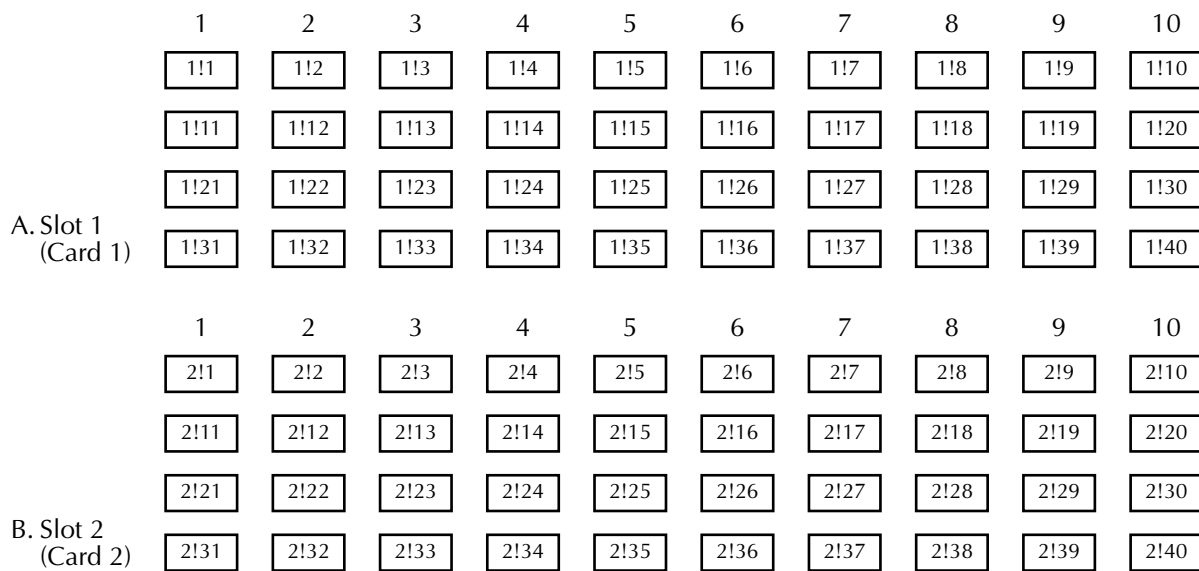 1 2 3 4 5 6 7 8 9 10
1!1 1!2 1!3 1!4 1!5 1!6 1!7 1!8 1!9 1!10
1!11 1!12 1!13 1!14 1!15 1!16 1!17 1!18 1!19 1!20
1!21 1!22 1!23 1!24 1!25 1!26 1!27 1!28 1!29 1!30
A. Slot 1
(Card 1) 1!31 1!32 1!33 1!34 1!35 1!36 1!37 1!38 1!39 1!40
1 2 3 4 5 6 7 8 9 10
2!1 2!2 2!3 2!4 2!5 2!6 2!7 2!8 2!9 2!10
2!11 2!12 2!13 2!14 2!15 2!16 2!17 2!18 2!19 2!20
2!21 2!22 2!23 2!24 2!25 2!26 2!27 2!28 2!29 2!30
B. Slot 2
(Card 2) 2!31 2!32 2!33 2!34 2!35 2!36 2!37 2!38 2!39 2!40